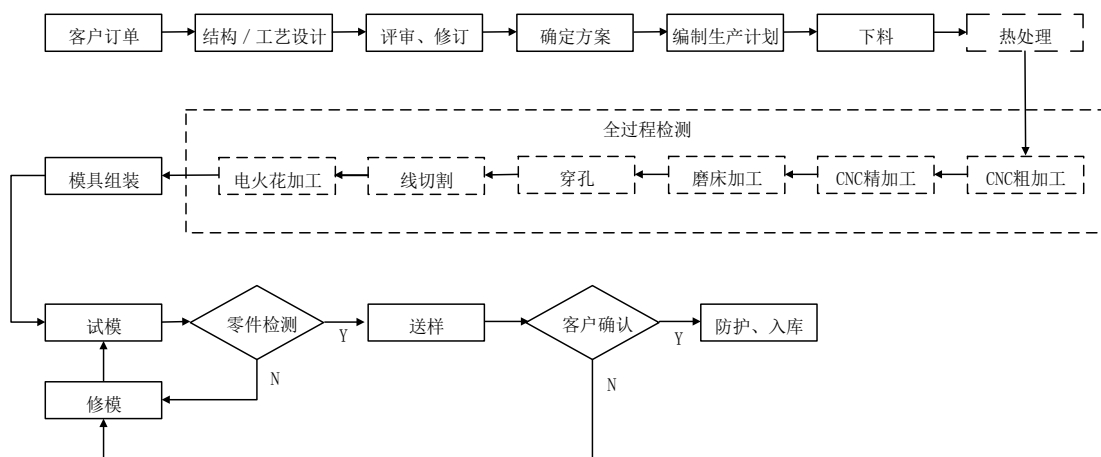 客户订单
结构/工艺设计
评审、修订
确定方案
编制生产计划
下料
热处理
全过程检测
模具组装
电火花加工
线切割
穿孔
磨床加工
CNC精加工
CNC粗加工
试模
零件检测
Y
送样
客户确认
Y
防护、入库
N
N
修模